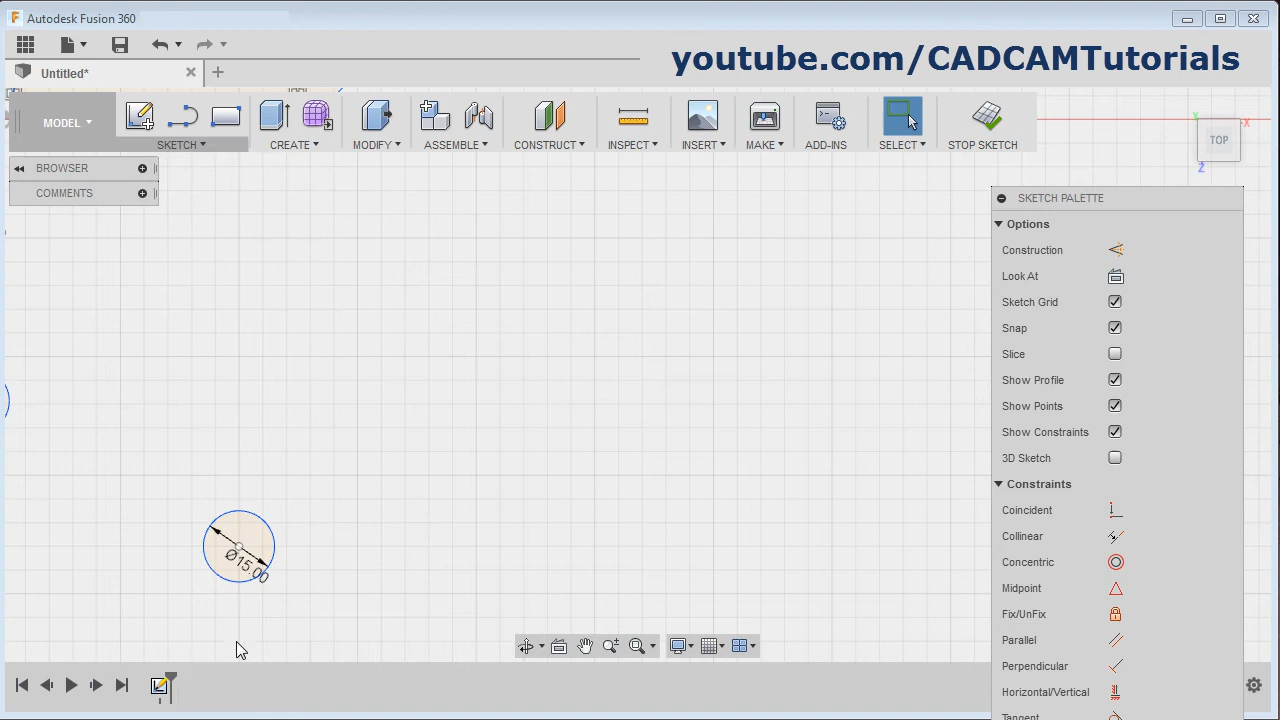 Autodesk Fusion 360
youtube.com/CADCAMTutorials
Untitled*
MODEL
SKETCH
CREATE
MODIFY
ASSEMBLE
CONSTRUCT
INSPECT
INSERT
MAKE
ADD-INS
SELECT
STOP SKETCH
X
Y
TOP
Z
BROWSER
COMMENTS
SKETCH PALETTE
Options
Construction
Look At
Sketch Grid
Snap
Slice
Show Profile
Show Points
Show Constraints
3D Sketch
Constraints
Coincident
Collinear
Concentric
Midpoint
Fix/UnFix
Parallel
Perpendicular
Horizontal/Vertical
Tangent
Ø15.00